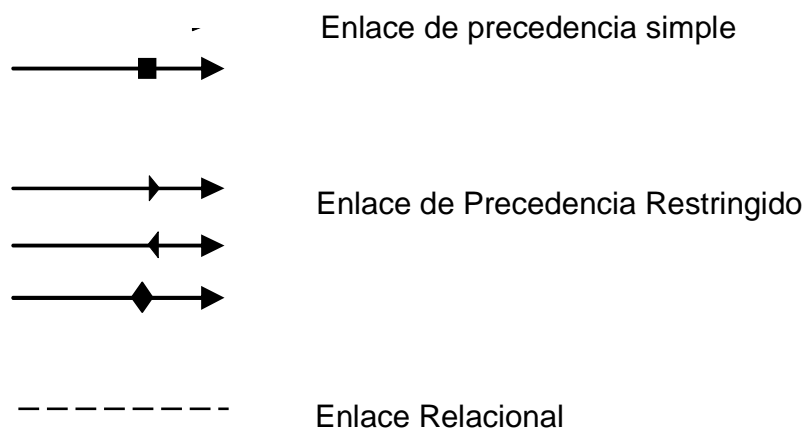 Enlace de precedencia simple
Enlace de Precedencia Restringido
Enlace Relacional